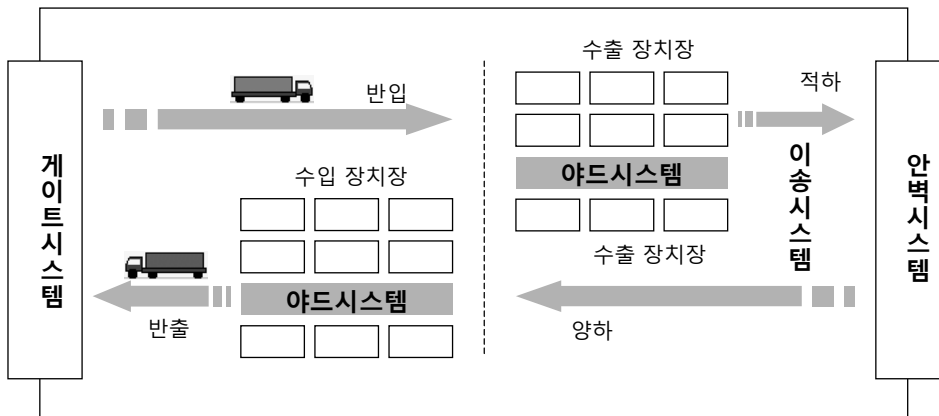 게이트시스템
반입
수입 장치장
야드시스템
반출
수출 장치장
야드시스템
수출 장치장
적하
이송시스템
양하
안벽시스템